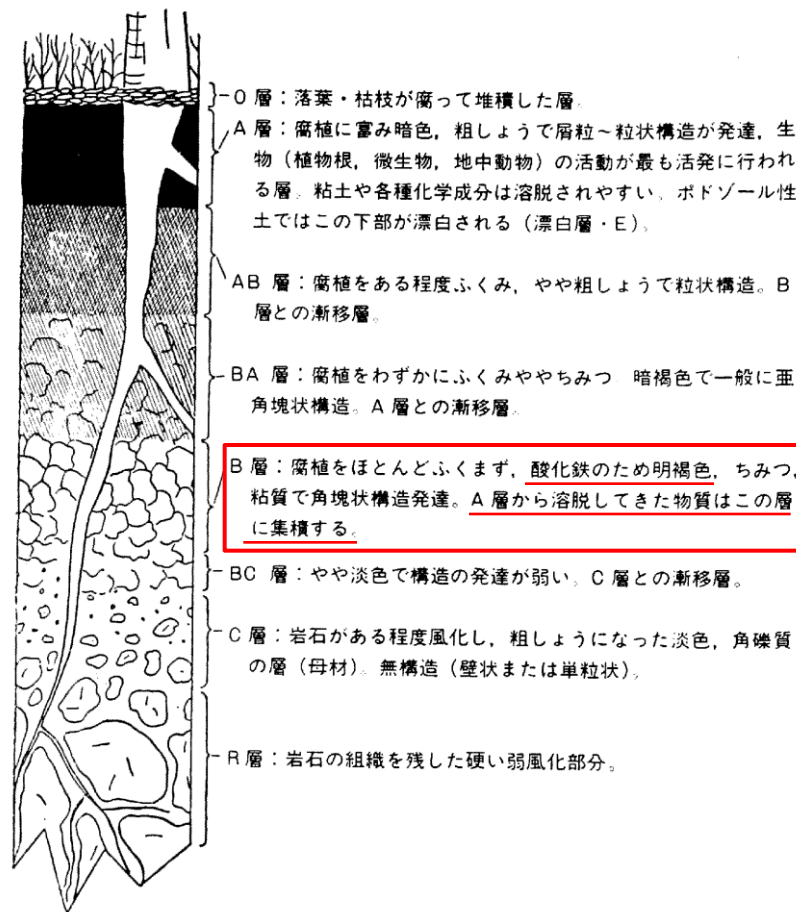 O 層：落葉・枯枝が腐って堆積した層。
A 層：腐植に富み暗色，粗しょうで屑粒～粒状構造が発達，生
物（植物根，微生物，地中動物）の活動が最も活発に行われ
る層。粘土や各種化学成分は溶脱されやすい。ポドゾール性
土ではこの下部が漂白される（漂白層・E）。
AB 層：腐植をある程度ふくみ，やや粗しょうで粒状構造。B
層との漸移層。
BA 層：腐植をわずかにふくみややちみつ 暗褐色で一般に亜
角塊状構造。A 層との漸移層。
B 層：腐植をほとんどふくまず，酸化鉄のため明褐色，ちみつ，
粘質で角塊状構造発達。A 層から溶脱してきた物質はこの層
に集積する。
BC 層：やや淡色で構造の発達が弱い。C 層との漸移層。
C 層：岩石がある程度風化し，粗しょうになった淡色，角礫質
の層（母材）。無構造（壁状または単粒状）。
R 層：岩石の組織を残した硬い弱風化部分。